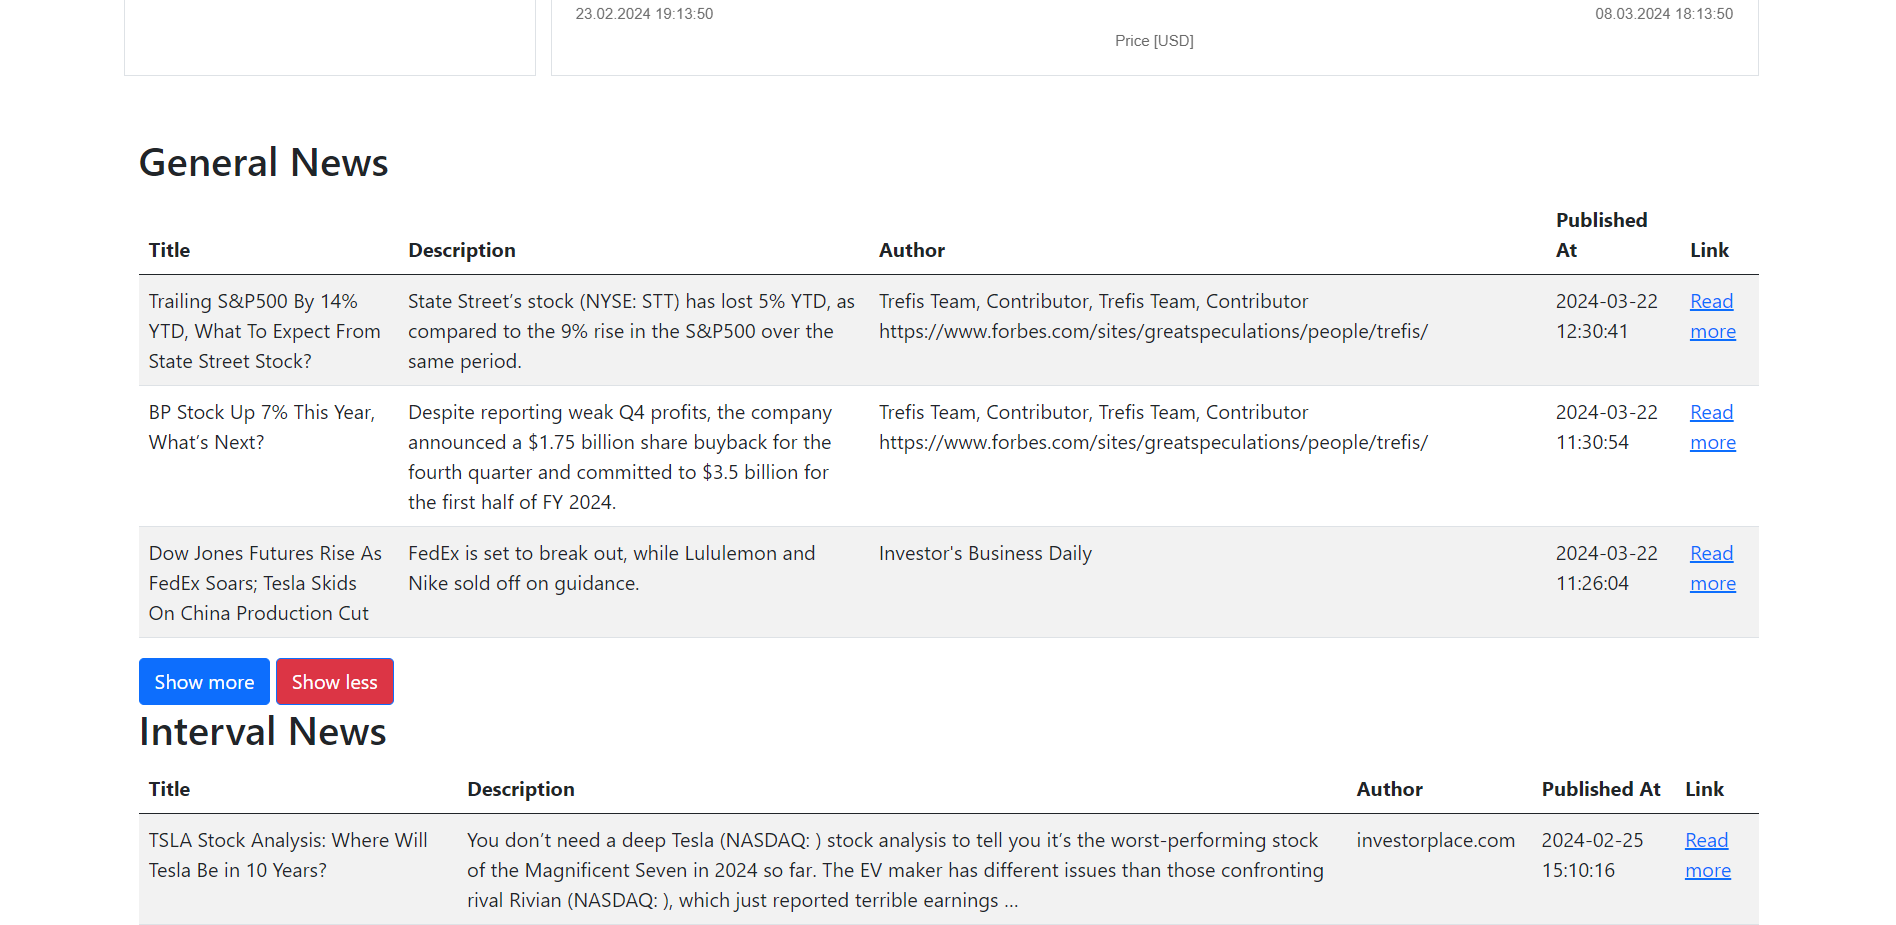 23.02.2024 19:13:50
08.03.2024 18:13:50
Price [USD]
General News
Title
Description
Author
Published
At
Link
Trailing S&P500 By 14%
YTD, What To Expect From
State Street Stock?
State Street’s stock (NYSE: STT) has lost 5% YTD, as
compared to the 9% rise in the S&P500 over the
same period.
Trefis Team, Contributor, Trefis Team, Contributor
https://www.forbes.com/sites/greatspeculations/people/trefis/
2024-03-22
12:30:41
Read
more
BP Stock Up 7% This Year,
What’s Next?
Despite reporting weak Q4 profits, the company
announced a $1.75 billion share buyback for the
fourth quarter and committed to $3.5 billion for
the first half of FY 2024.
Trefis Team, Contributor, Trefis Team, Contributor
https://www.forbes.com/sites/greatspeculations/people/trefis/
2024-03-22
11:30:54
Read
more
Dow Jones Futures Rise As
FedEx Soars; Tesla Skids
On China Production Cut
FedEx is set to break out, while Lululemon and
Nike sold off on guidance.
Investor's Business Daily
2024-03-22
11:26:04
Read
more
Show more
Show less
Interval News
Title
Description
Author
Published At
Link
TSLA Stock Analysis: Where Will
Tesla Be in 10 Years?
You don’t need a deep Tesla (NASDAQ: ) stock analysis to tell you it’s the worst-performing stock
of the Magnificent Seven in 2024 so far. The EV maker has different issues than those confronting
rival Rivian (NASDAQ: ), which just reported terrible earnings ...
investorplace.com
2024-02-25
15:10:16
Read
more